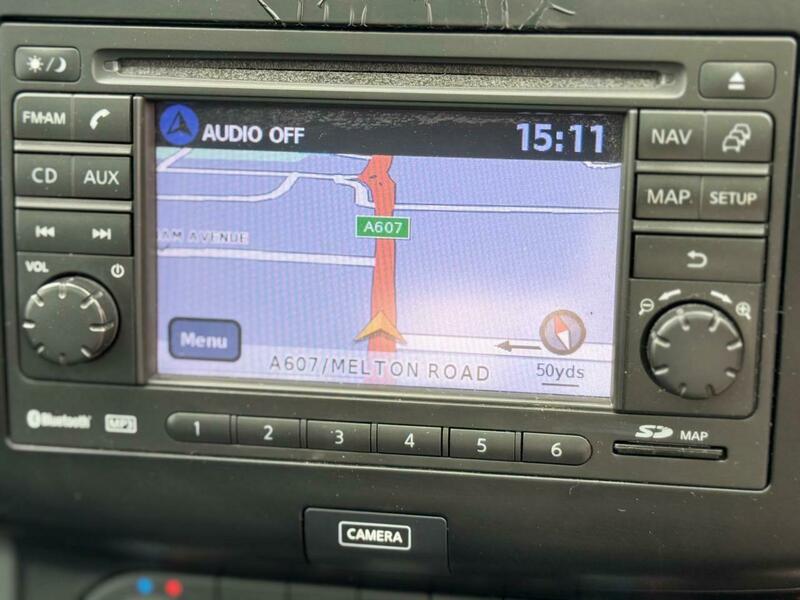 AUDIO OFF 15:11
FM·AM
NAV
CD AUX
MAP SETUP
A607
AM AVENUE
VOL
Menu
A607/MELTON ROAD
50yds
Bluetooth MP3
1 2 3 4 5 6
SD MAP
CAMERA